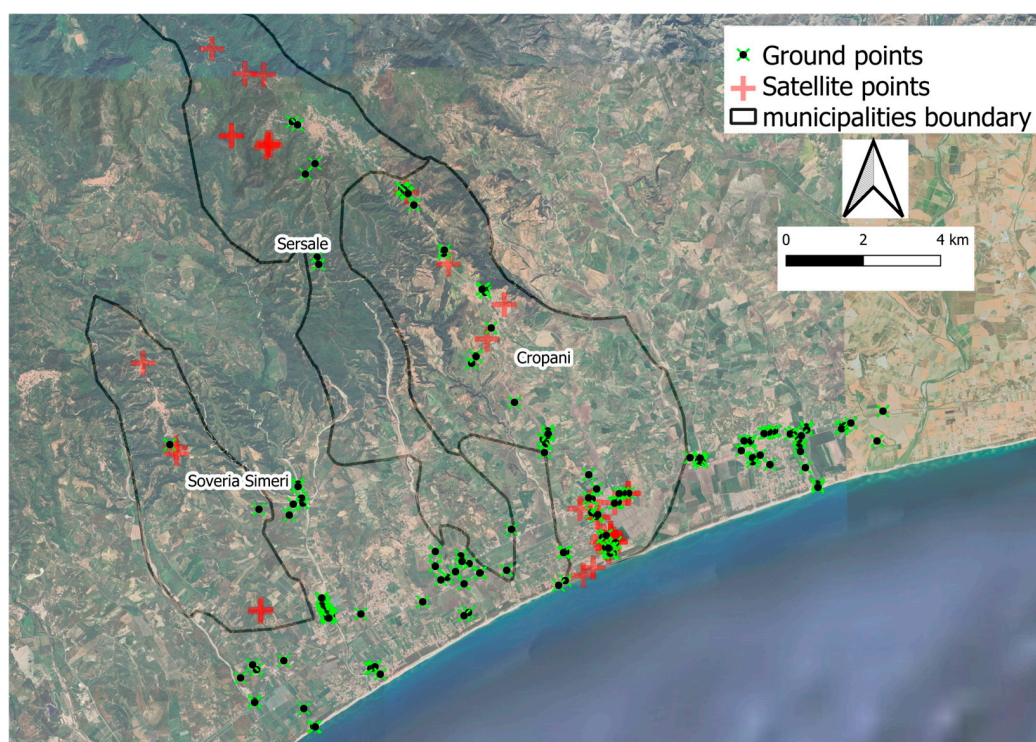 Ground points
Satellite points
municipalities boundary
0 2 4 km
Sersale
Cropani
Soveria Simeri